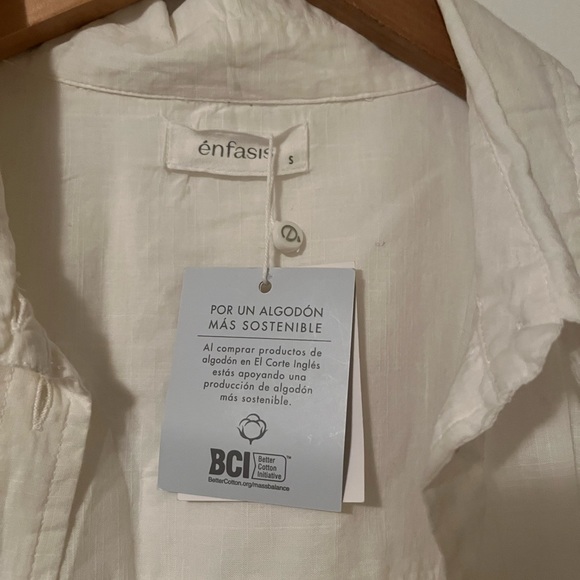 énfasis
S
POR UN ALGODÓN
MÁS SOSTENIBLE
Al comprar productos de
algodón en El Corte Inglés
estás apoyando una
producción de algodón
más sostenible.
BCI
Better
Cotton
Initiative
TM
BetterCotton.org/massbalance